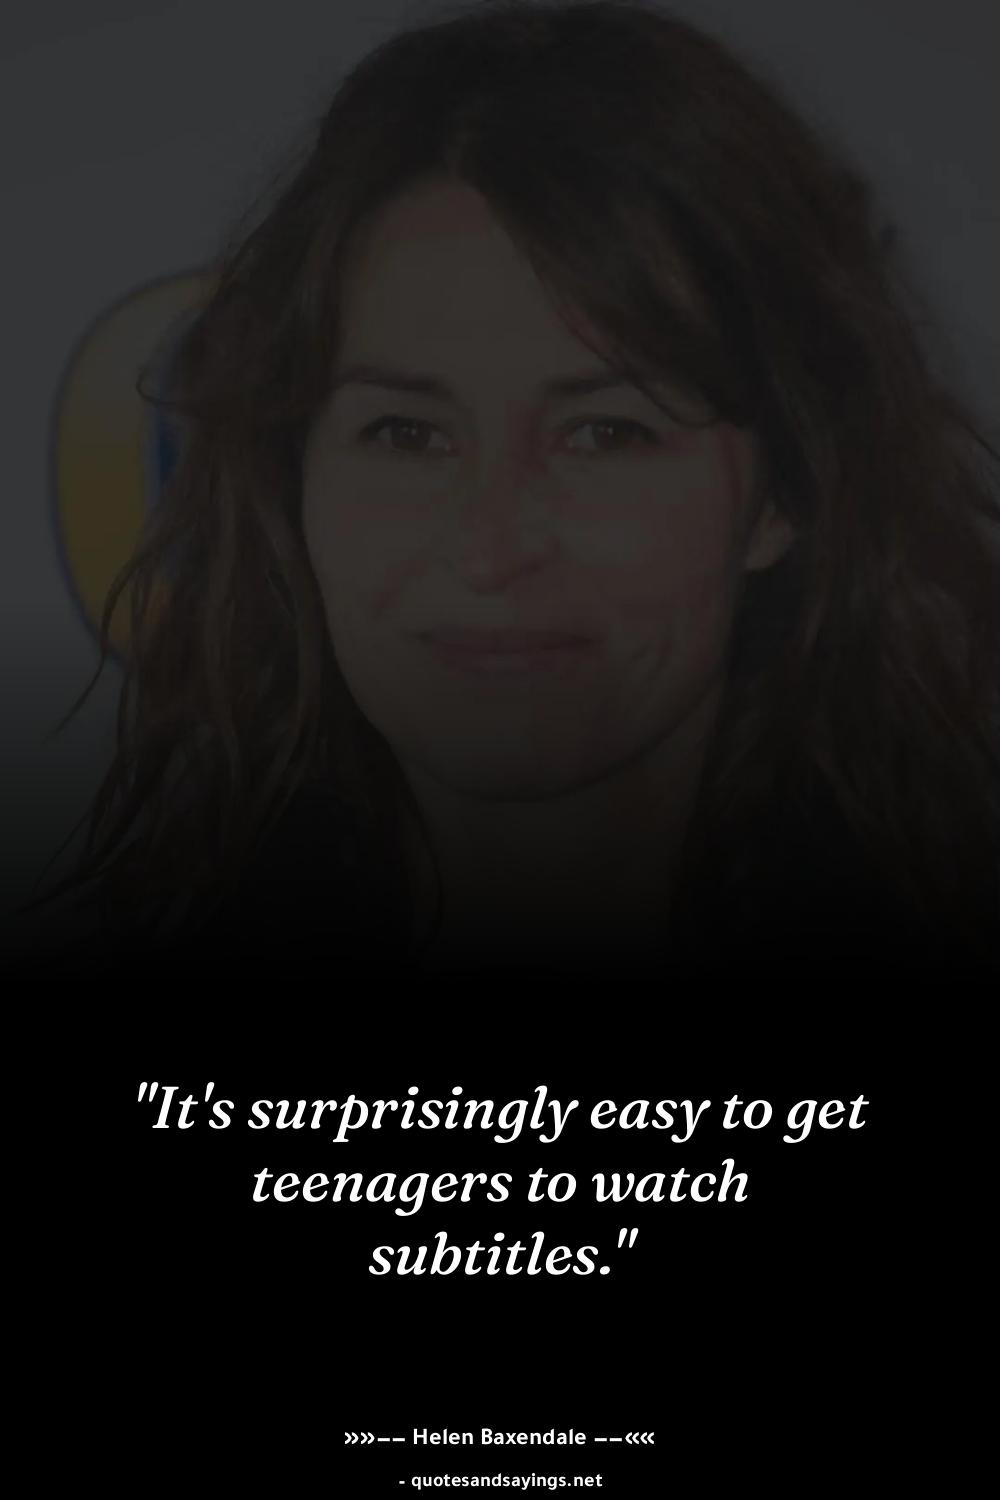 "It's surprisingly easy to get
teenagers to watch
subtitles."
»»−− Helen Baxendale −−««
- quotesandsayings.net